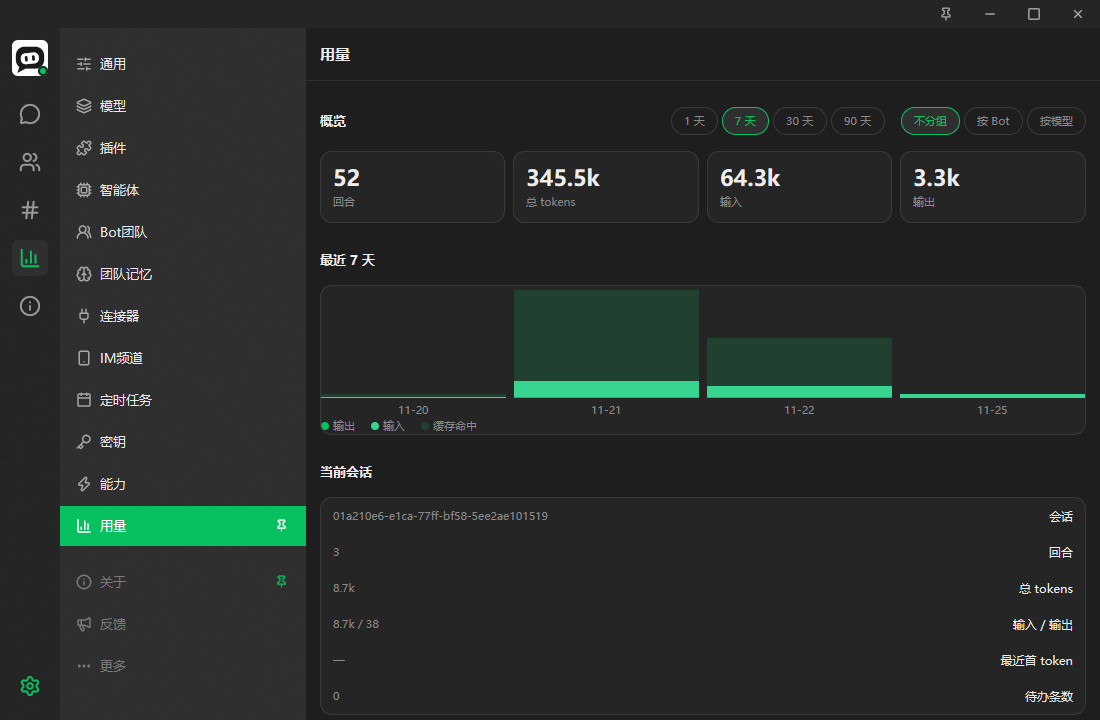 通用
模型
插件
智能体
Bot团队
团队记忆
连接器
IM频道
定时任务
密钥
能力
用量
关于
反馈
更多
用量
概览
1 天
7 天
30 天
90 天
不分组
按 Bot
按模型
52
回合
345.5k
总 tokens
64.3k
输入
3.3k
输出
最近 7 天
11-20
11-21
11-22
11-25
输出
输入
缓存命中
当前会话
01a210e6-e1ca-77ff-bf58-5ee2ae101519
会话
3
回合
8.7k
总 tokens
8.7k / 38
输入 / 输出
—
最近首 token
0
待办条数